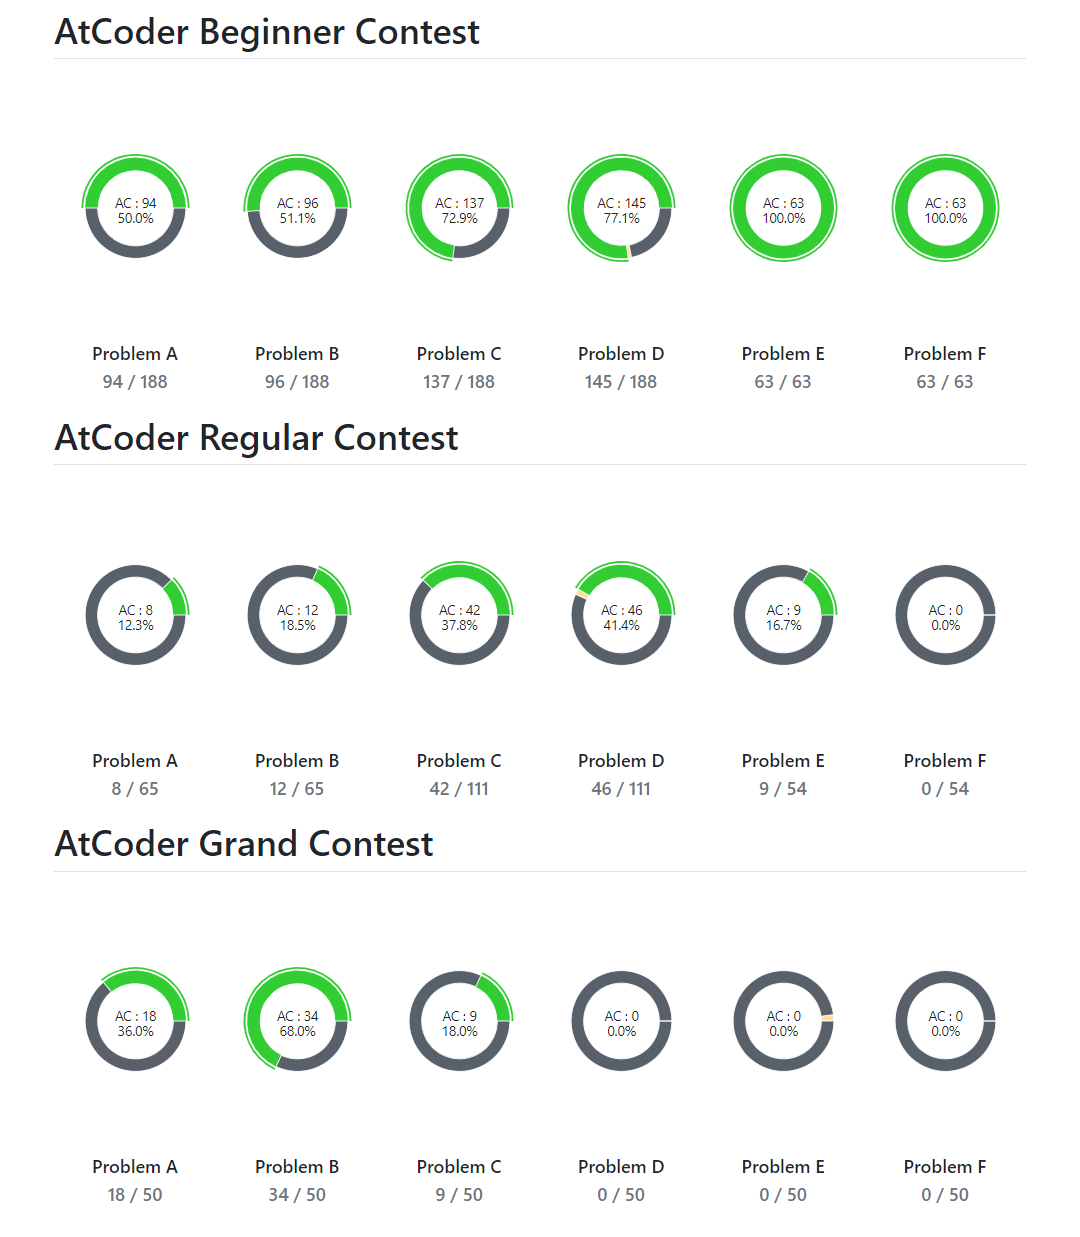 AtCoder Beginner Contest
AC : 94
50.0%
AC : 96
51.1%
AC : 137
72.9%
AC : 145
77.1%
AC : 63
100.0%
AC : 63
100.0%
Problem A
94 / 188
Problem B
96 / 188
Problem C
137 / 188
Problem D
145 / 188
Problem E
63 / 63
Problem F
63 / 63
AtCoder Regular Contest
AC : 8
12.3%
AC : 12
18.5%
AC : 42
37.8%
AC : 46
41.4%
AC : 9
16.7%
AC : 0
0.0%
Problem A
8 / 65
Problem B
12 / 65
Problem C
42 / 111
Problem D
46 / 111
Problem E
9 / 54
Problem F
0 / 54
AtCoder Grand Contest
AC : 18
36.0%
AC : 34
68.0%
AC : 9
18.0%
AC : 0
0.0%
AC : 0
0.0%
AC : 0
0.0%
Problem A
18 / 50
Problem B
34 / 50
Problem C
9 / 50
Problem D
0 / 50
Problem E
0 / 50
Problem F
0 / 50